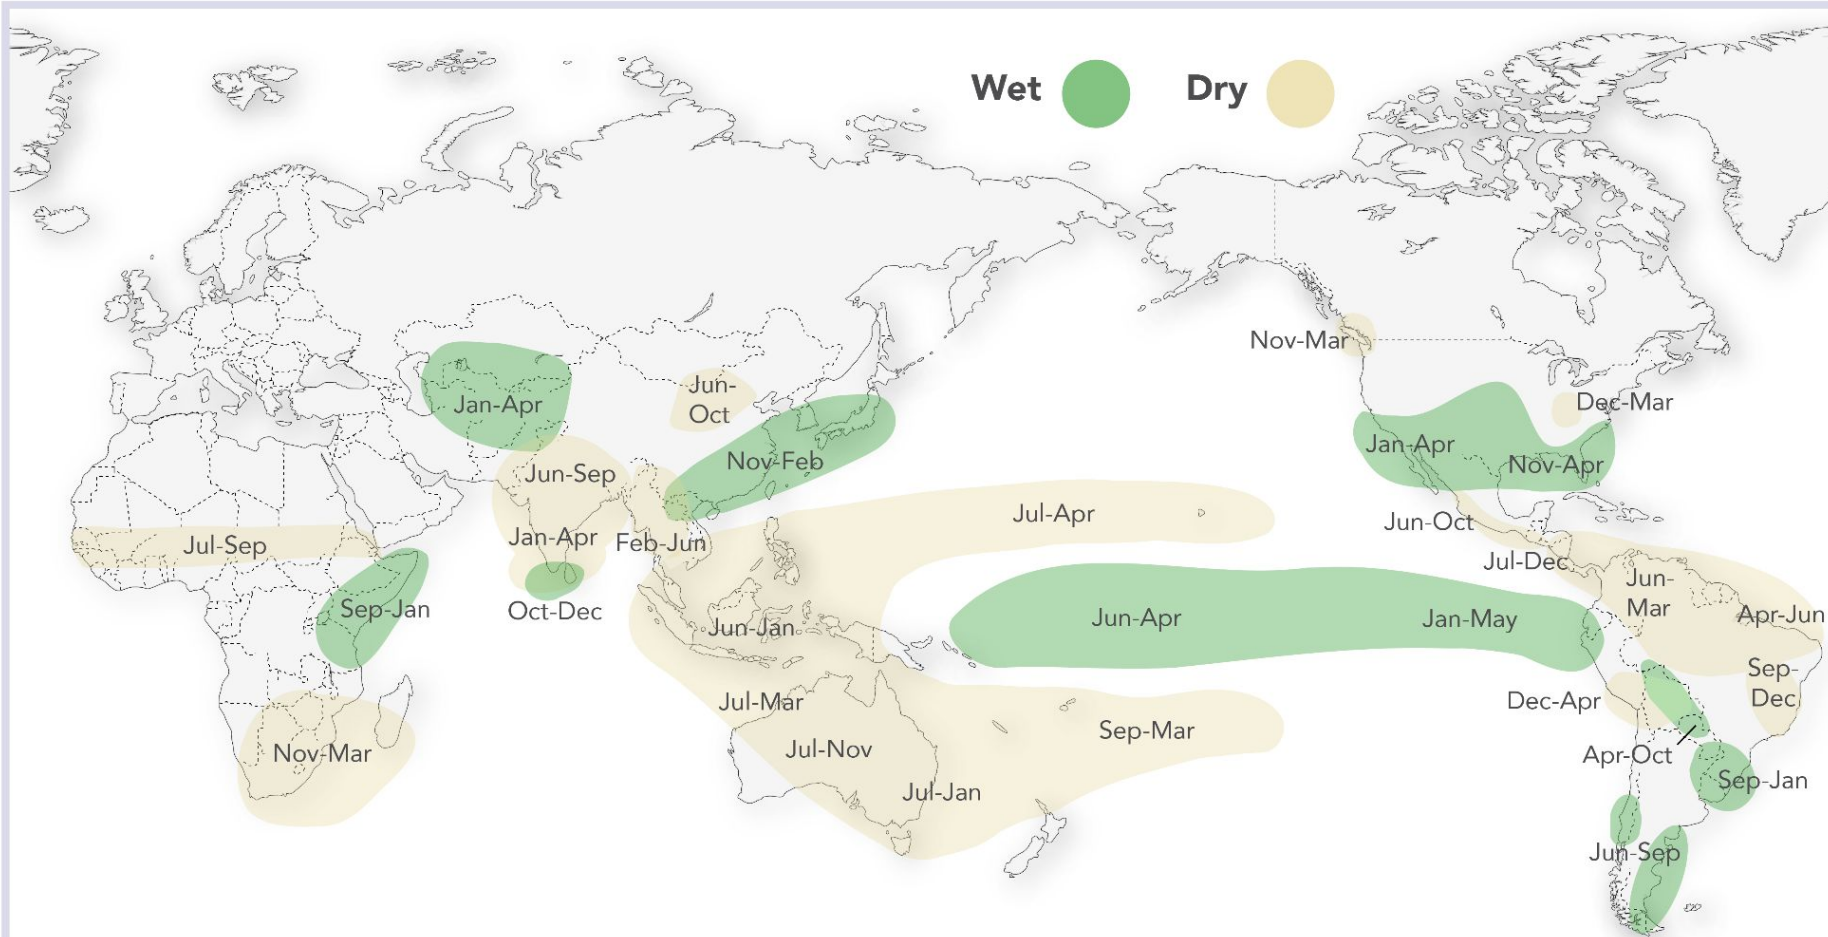 Wet
Dry
Nov-Mar
Jun-
Oct
Dec-Mar
Jan-Apr
Jan-Apr
Nov-Feb
Nov-Apr
Jun-Sep
Jul-Apr
Jun-Oct
Jul-Sep
Jan-Apr
Feb-Jun
Jul-Dec
Jun-
Mar
Sep-Jan
Oct-Dec
Jun-Jan
Jun-Apr
Jan-May
Apr-Jun
Sep-
Dec
Jul-Mar
Dec-Apr
Sep-Mar
Nov-Mar
Jul-Nov
Apr-Oct
Jul-Jan
Sep-Jan
Jun-Sep